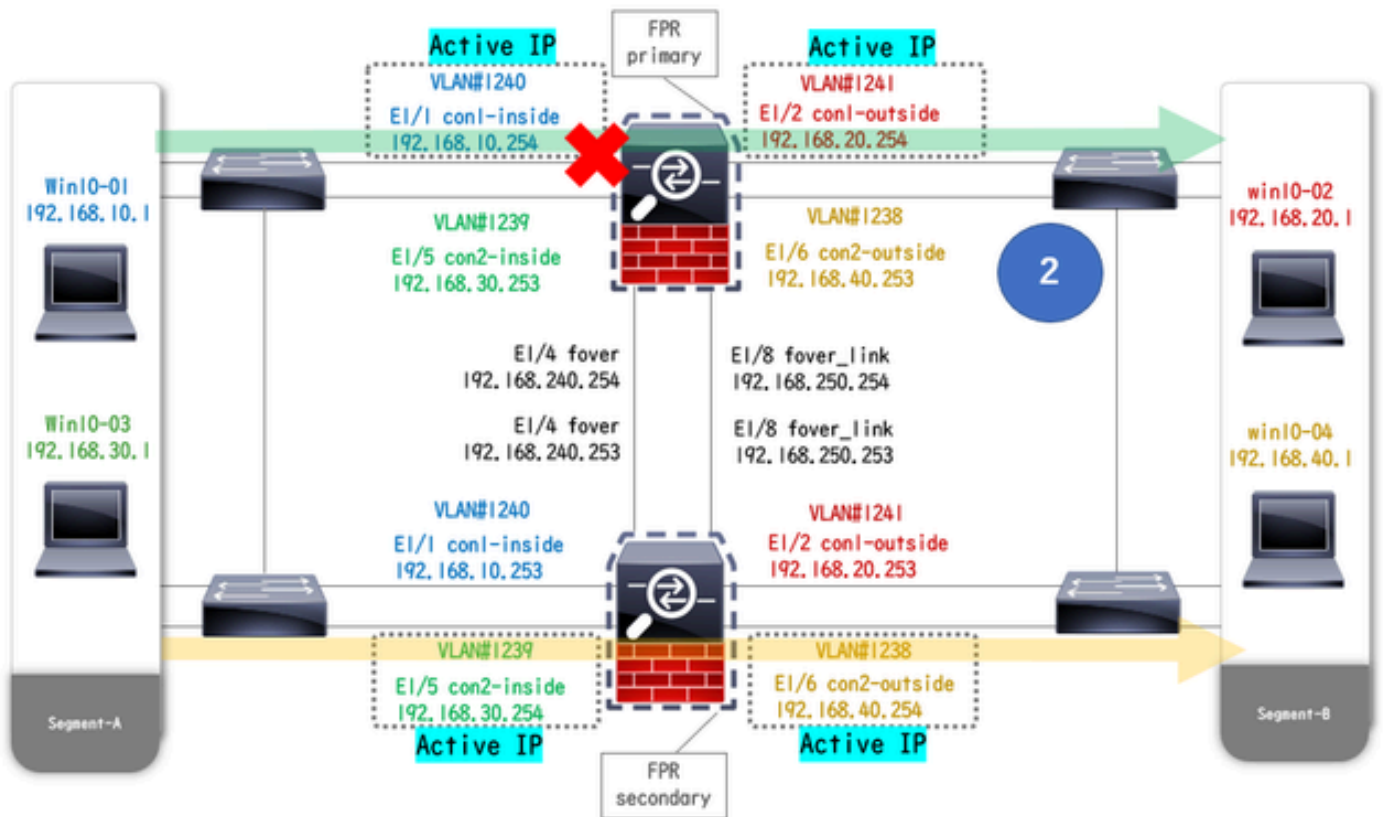 FPR
primary
Active IP
VLAN#1240
E1/1 con1-inside
192.168.10.254
Active IP
VLAN#1241
E1/2 con1-outside
192.168.20.254
Win10-01
192.168.10.1
win10-02
192.168.20.1
VLAN#1239
E1/5 con2-inside
192.168.30.253
VLAN#1238
E1/6 con2-outside
192.168.40.253
2
E1/4 fover
192.168.240.254
E1/8 fover_link
192.168.250.254
Win10-03
192.168.30.1
E1/4 fover
192.168.240.253
E1/8 fover_link
192.168.250.253
win10-04
192.168.40.1
VLAN#1240
E1/1 con1-inside
192.168.10.253
VLAN#1241
E1/2 con1-outside
192.168.20.253
VLAN#1239
E1/5 con2-inside
192.168.30.254
Active IP
VLAN#1238
E1/6 con2-outside
192.168.40.254
Active IP
Segment-A
Segment-B
FPR
secondary